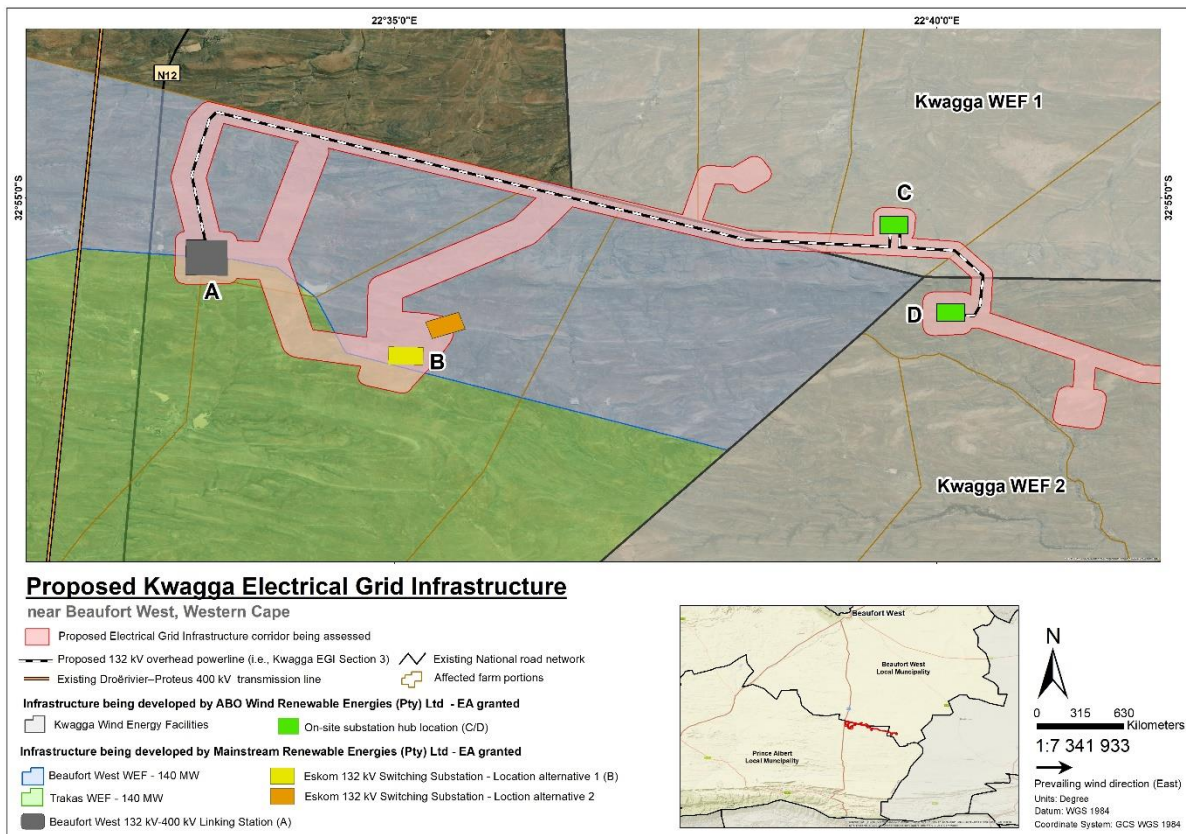 22°35'0"E
22°40'0"E
N12
Kwagga WEF 1
32°55'0"S
32°55'0"S
C
A
D
B
Kwagga WEF 2
Proposed Kwagga Electrical Grid Infrastructure
near Beaufort West, Western Cape
Proposed Electrical Grid Infrastructure corridor being assessed
Proposed 132 kV overhead powerline (i.e., Kwagga EGI Section 3)
Existing National road network
Existing Droërivier–Proteus 400 kV transmission line
Affected farm portions
Infrastructure being developed by ABO Wind Renewable Energies (Pty) Ltd - EA granted
Kwagga Wind Energy Facilities
On-site substation hub location (C/D)
Infrastructure being developed by Mainstream Renewable Energies (Pty) Ltd - EA granted
Beaufort West WEF - 140 MW
Eskom 132 kV Switching Substation - Location alternative 1 (B)
Trakas WEF - 140 MW
Eskom 132 kV Switching Substation - Loction alternative 2
Beaufort West 132 kV-400 kV Linking Station (A)
Beaufort West
Beaufort West
Local Municipality
Prince Albert
Local Municipality
N
0 315 630
Kilometers
1:7 341 933
Prevailing wind direction (East)
Units: Degree
Datum: WGS 1984
Coordinate System: GCS WGS 1984